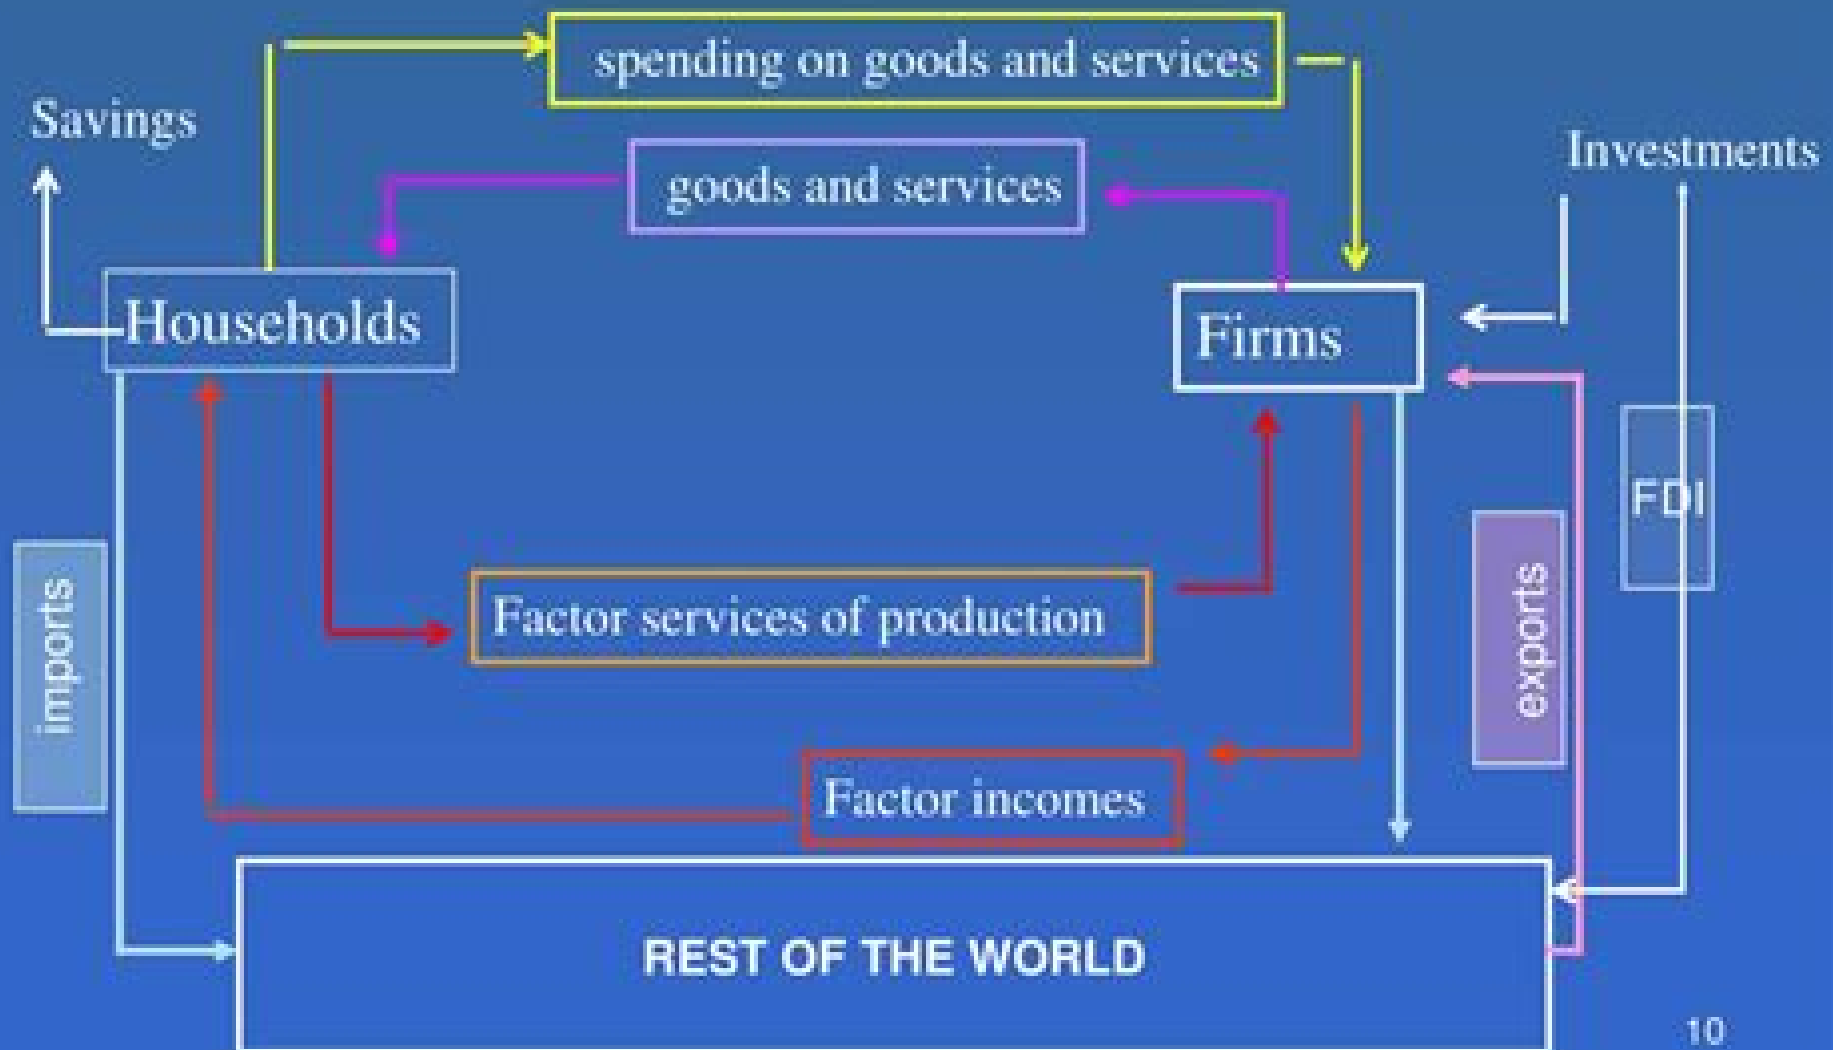 spending on goods and services
Savings
Investments
goods and services
Households
Firms
FDI
imports
exports
Factor services of production
Factor incomes
REST OF THE WORLD
10